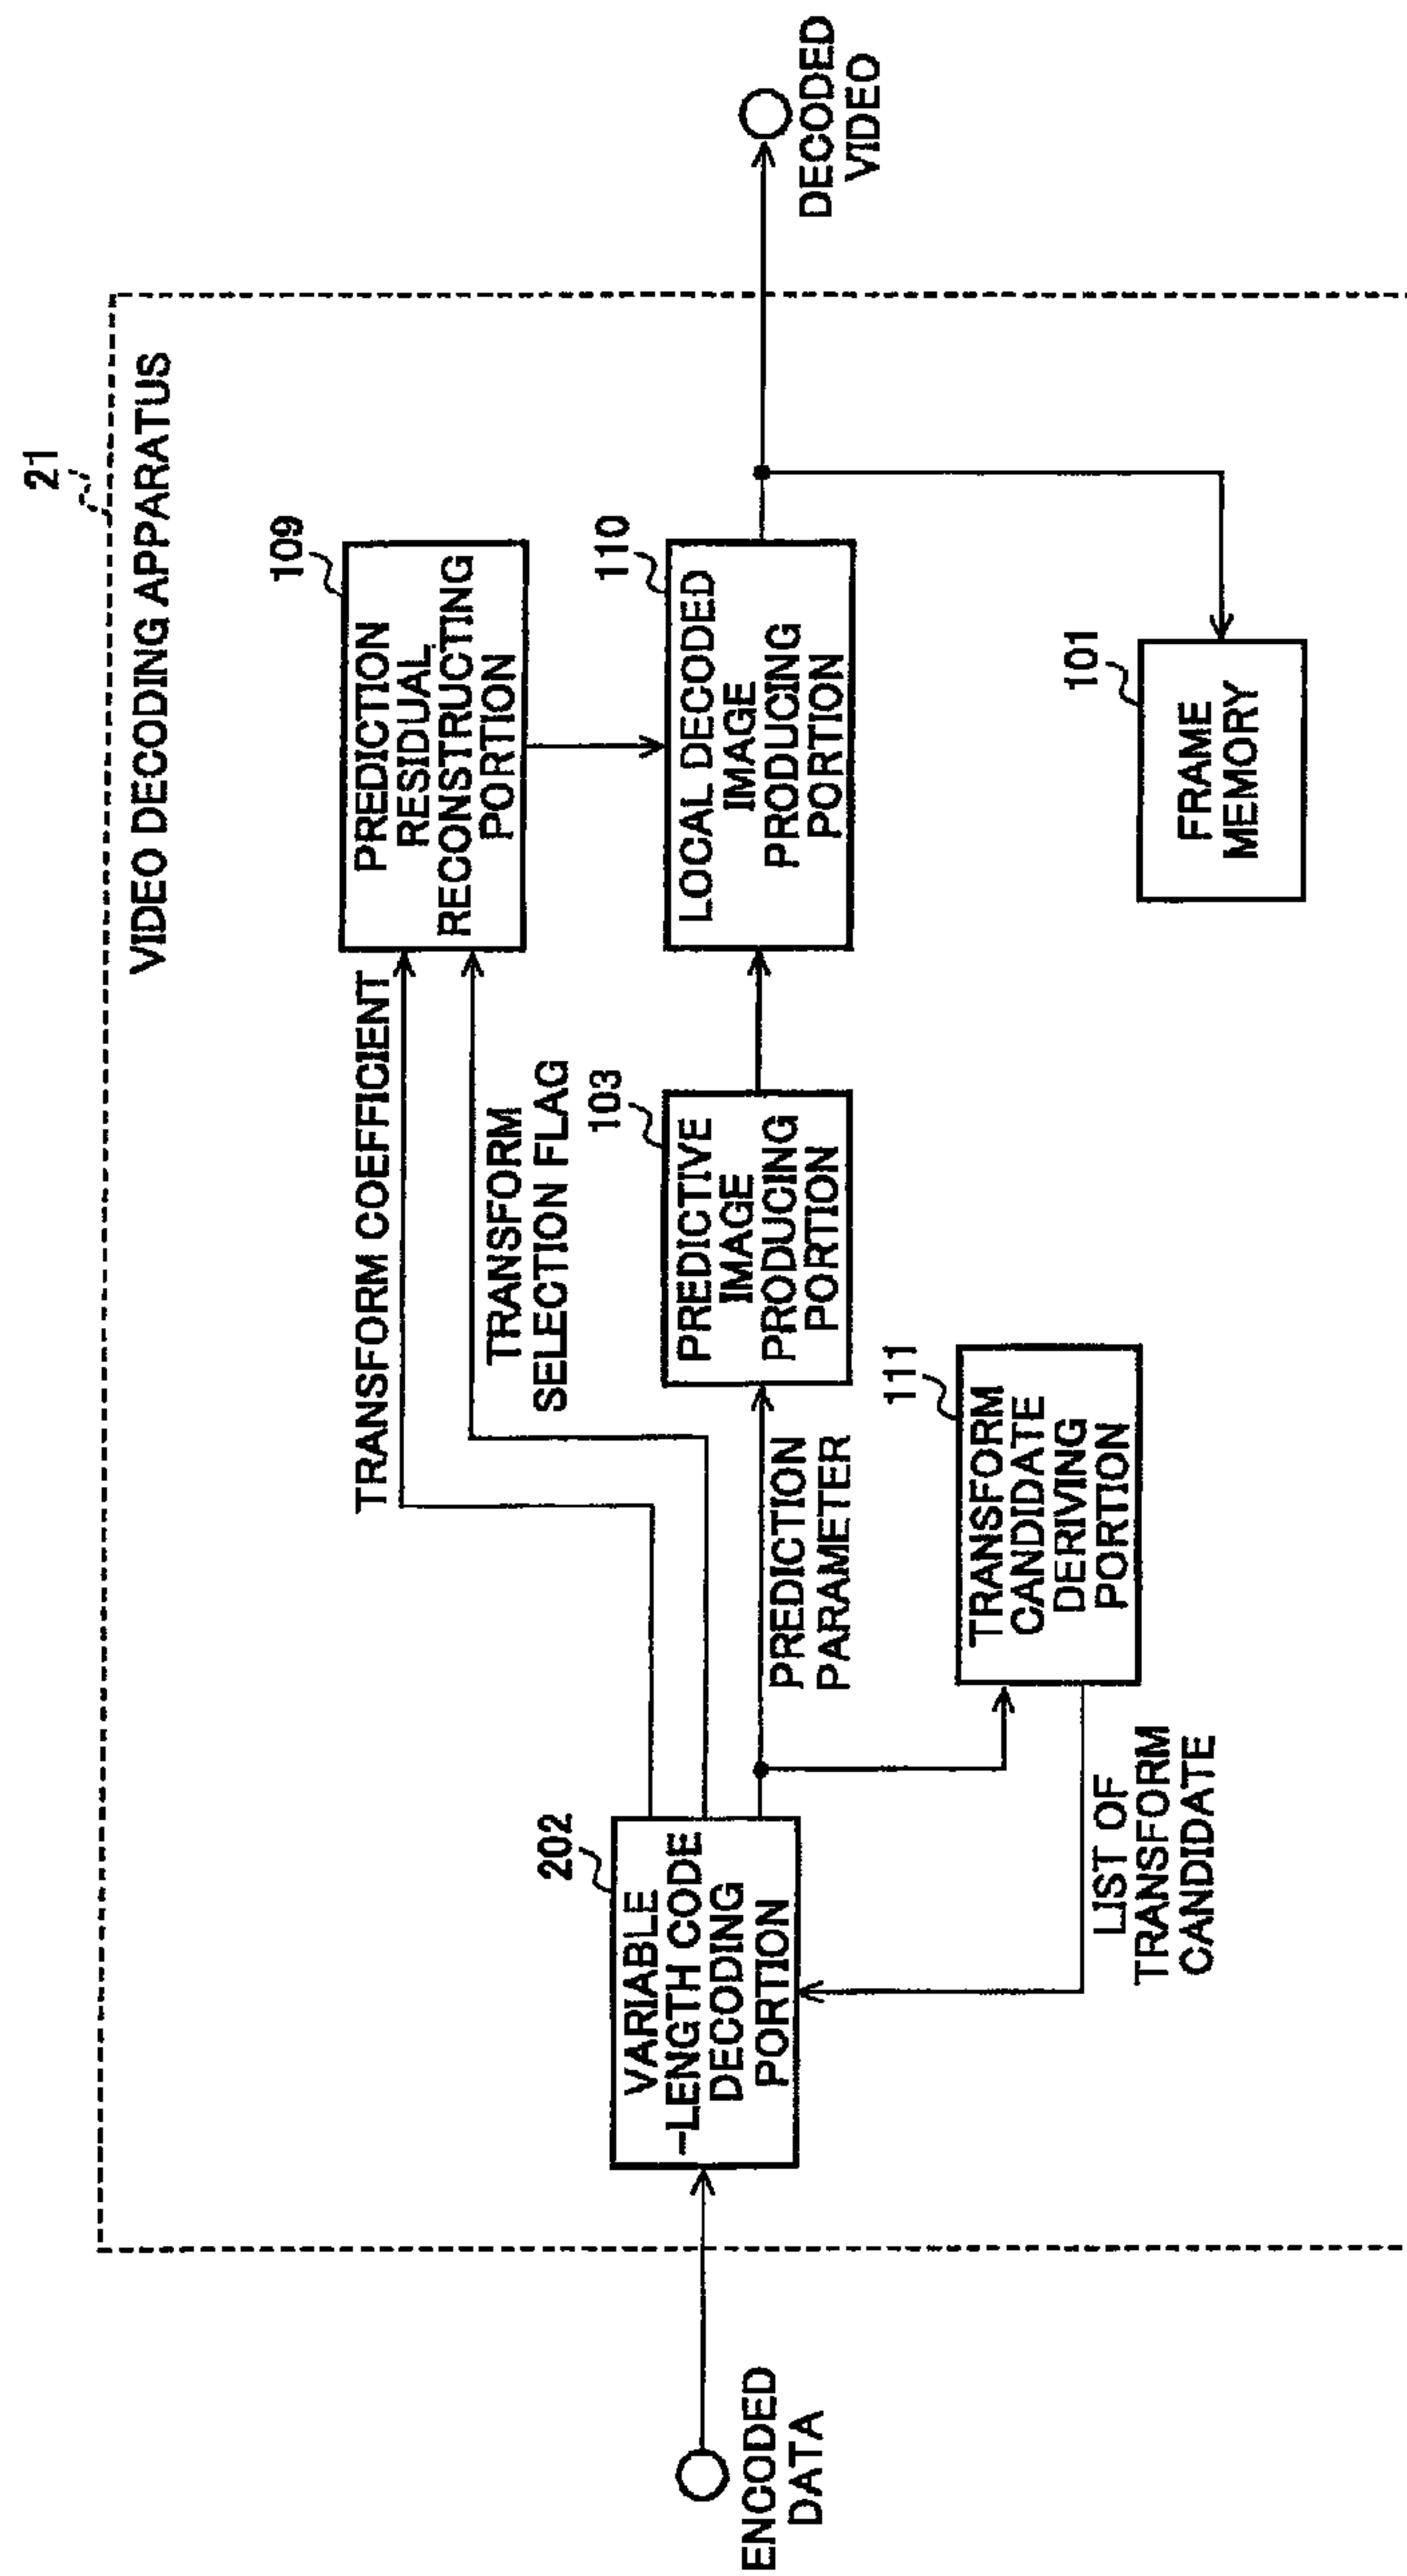 21
VIDEO DECODING APPARATUS
109
PREDICTION
RESIDUAL
RECONSTRUCTING
PORTION
TRANSFORM COEFFICIENT
TRANSFORM
SELECTION FLAG
202
VARIABLE
-LENGTH CODE
DECODING
PORTION
103
PREDICTIVE
IMAGE
PRODUCING
PORTION
110
LOCAL DECODED
IMAGE
PRODUCING
PORTION
ENCODED
DATA
PREDICTION
PARAMETER
DECODED
VIDEO
111
TRANSFORM
CANDIDATE
DERIVING
PORTION
LIST OF
TRANSFORM
CANDIDATE
101
FRAME
MEMORY